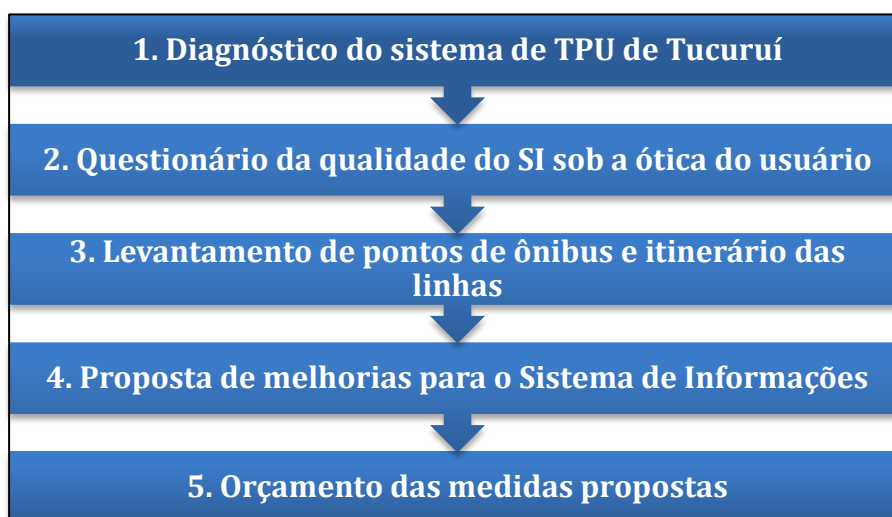 1. Diagnóstico do sistema de TPU de Tucuruí
2. Questionário da qualidade do SI sob a ótica do usuário
3. Levantamento de pontos de ônibus e itinerário das
linhas
4. Proposta de melhorias para o Sistema de Informações
5. Orçamento das medidas propostas